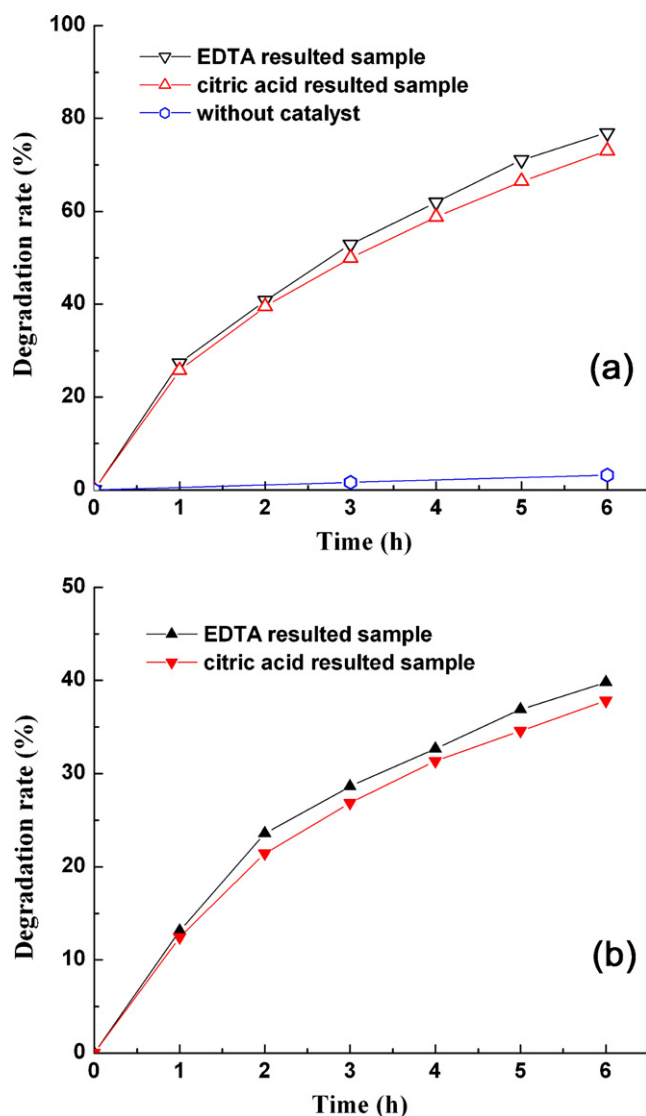 100
80
60
40
20
0
Degradation rate (%)
EDTA resulted sample
citric acid resulted sample
without catalyst
(a)
0 1 2 3 4 5 6
Time (h)
50
40
30
20
10
0
Degradation rate (%)
EDTA resulted sample
citric acid resulted sample
(b)
0 1 2 3 4 5 6
Time (h)